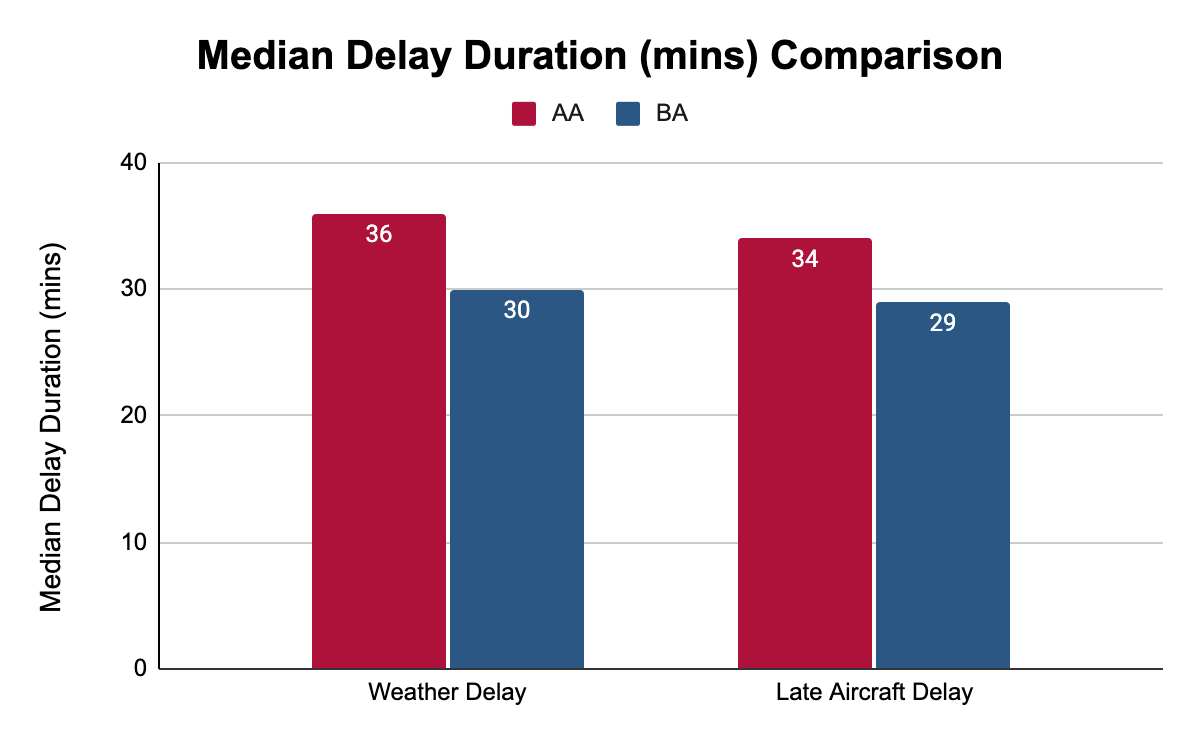 Median Delay Duration (mins) Comparison
AA BA
Median Delay Duration (mins)
40
30
20
10
0
36
30
34
29
Weather Delay Late Aircraft Delay